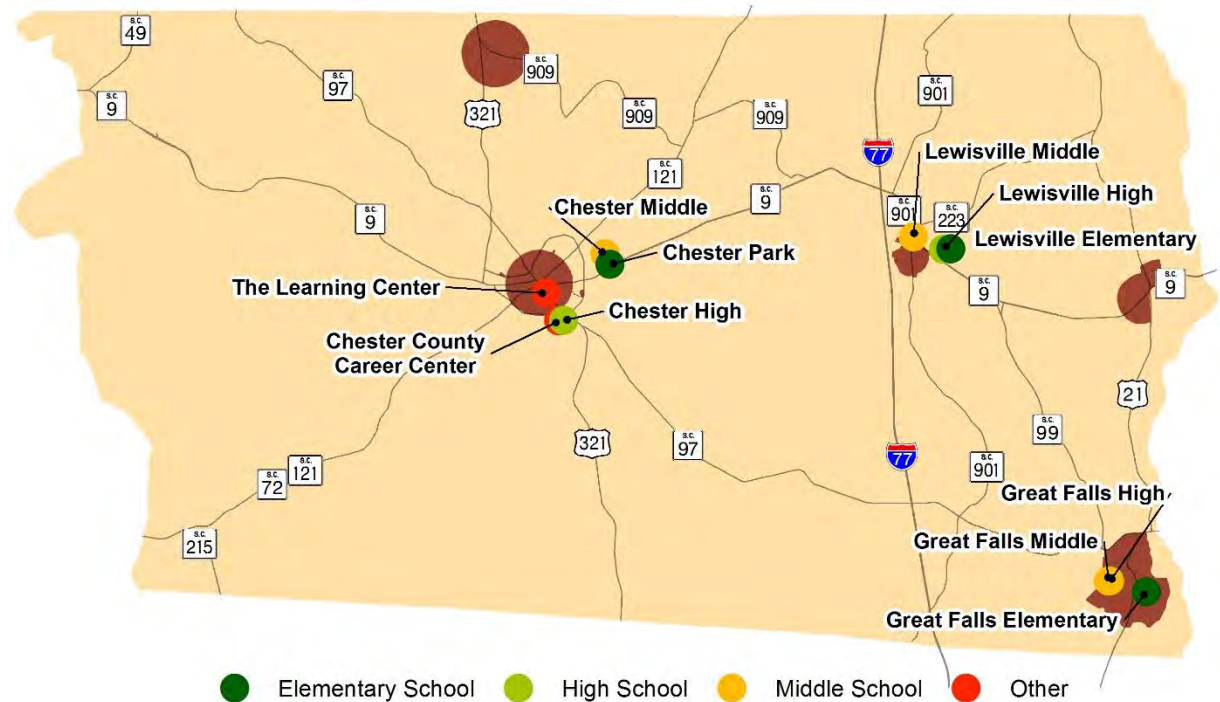 S.C.
49
S.C.
9
S.C.
97
321
S.C.
909
S.C.
909
S.C.
909
S.C.
901
77
S.C.
121
S.C.
9
S.C.
9
Lewisville Middle
Chester Middle
Lewisville High
S.C.
901
S.C.
223
Lewisville Elementary
Chester Park
The Learning Center
S.C.
9
S.C.
9
Chester High
Chester County
Career Center
21
321
S.C.
97
77
S.C.
99
S.C.
901
S.C.
72
S.C.
121
Great Falls High
S.C.
215
Great Falls Middle
Great Falls Elementary
Elementary School
High School
Middle School
Other